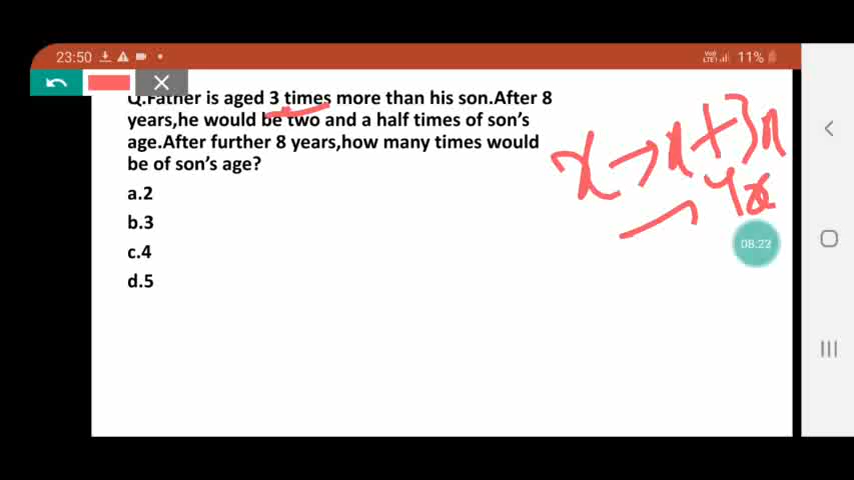 23:50 11%
Q.Father is aged 3 times more than his son.After 8
years,he would be two and a half times of son's
age.After further 8 years,how many times would
be of son's age?
x → x + 3x
→ 4x
a.2
08:22
b.3
c.4
d.5